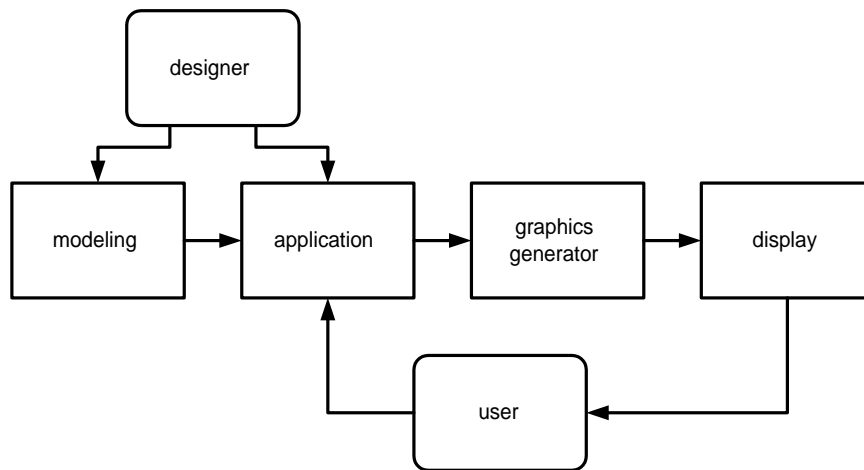 designer
modeling
application
graphics
generator
display
user